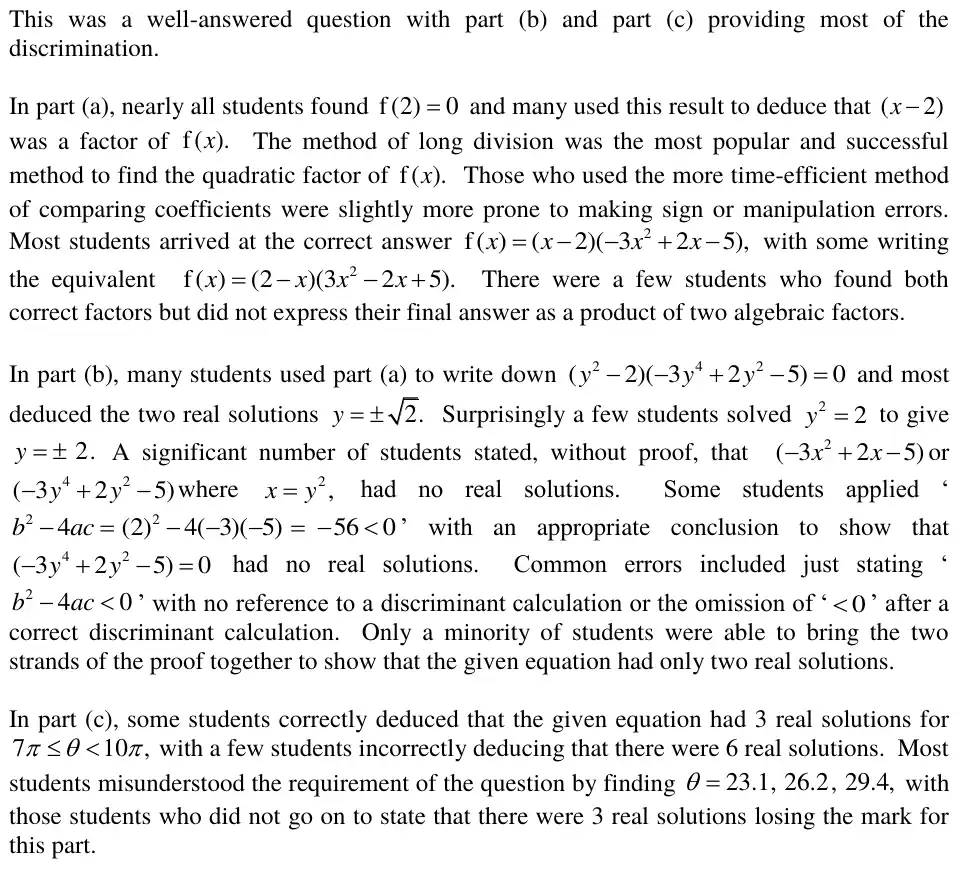 This was a well-answered question with part (b) and part (c) providing most of the
discrimination.
In part (a), nearly all students found f(2) = 0 and many used this result to deduce that (x − 2)
was a factor of f(x). The method of long division was the most popular and successful
method to find the quadratic factor of f(x). Those who used the more time-efficient method
of comparing coefficients were slightly more prone to making sign or manipulation errors.
Most students arrived at the correct answer f(x) = (x − 2)(−3x² + 2x − 5), with some writing
the equivalent f(x) = (2 − x)(3x² − 2x + 5). There were a few students who found both
correct factors but did not express their final answer as a product of two algebraic factors.
In part (b), many students used part (a) to write down (y² − 2)(−3y⁴ + 2y² − 5) = 0 and most
deduced the two real solutions y = ±√2. Surprisingly a few students solved y² = 2 to give
y = ± 2. A significant number of students stated, without proof, that (−3x² + 2x − 5) or
(−3y⁴ + 2y² − 5) where x = y², had no real solutions. Some students applied ‘
b² − 4ac = (2)² − 4(−3)(−5) = −56 < 0 ’ with an appropriate conclusion to show that
(−3y⁴ + 2y² − 5) = 0 had no real solutions. Common errors included just stating ‘
b² − 4ac < 0 ’ with no reference to a discriminant calculation or the omission of ‘ < 0 ’ after a
correct discriminant calculation. Only a minority of students were able to bring the two
strands of the proof together to show that the given equation had only two real solutions.
In part (c), some students correctly deduced that the given equation had 3 real solutions for
7π ≤ θ < 10π, with a few students incorrectly deducing that there were 6 real solutions. Most
students misunderstood the requirement of the question by finding θ = 23.1, 26.2, 29.4, with
those students who did not go on to state that there were 3 real solutions losing the mark for
this part.